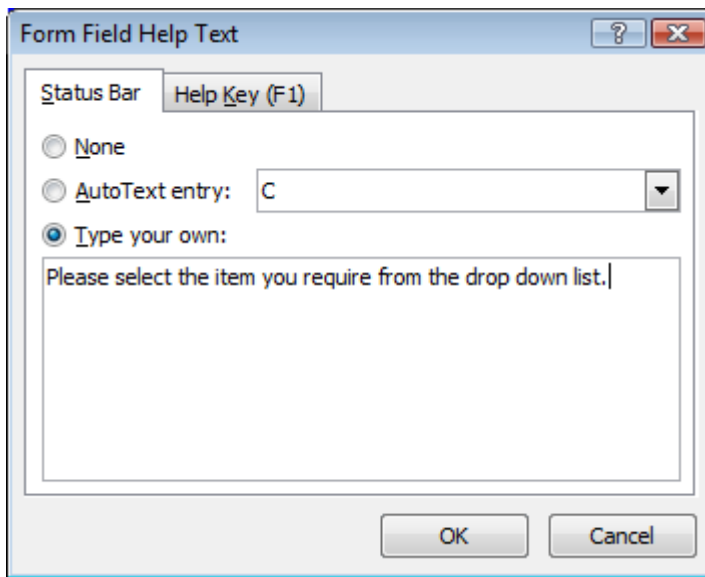 Form Field Help Text
Status Bar Help Key (F1)
None
AutoText entry: C
Type your own:
Please select the item you require from the drop down list.
OK Cancel